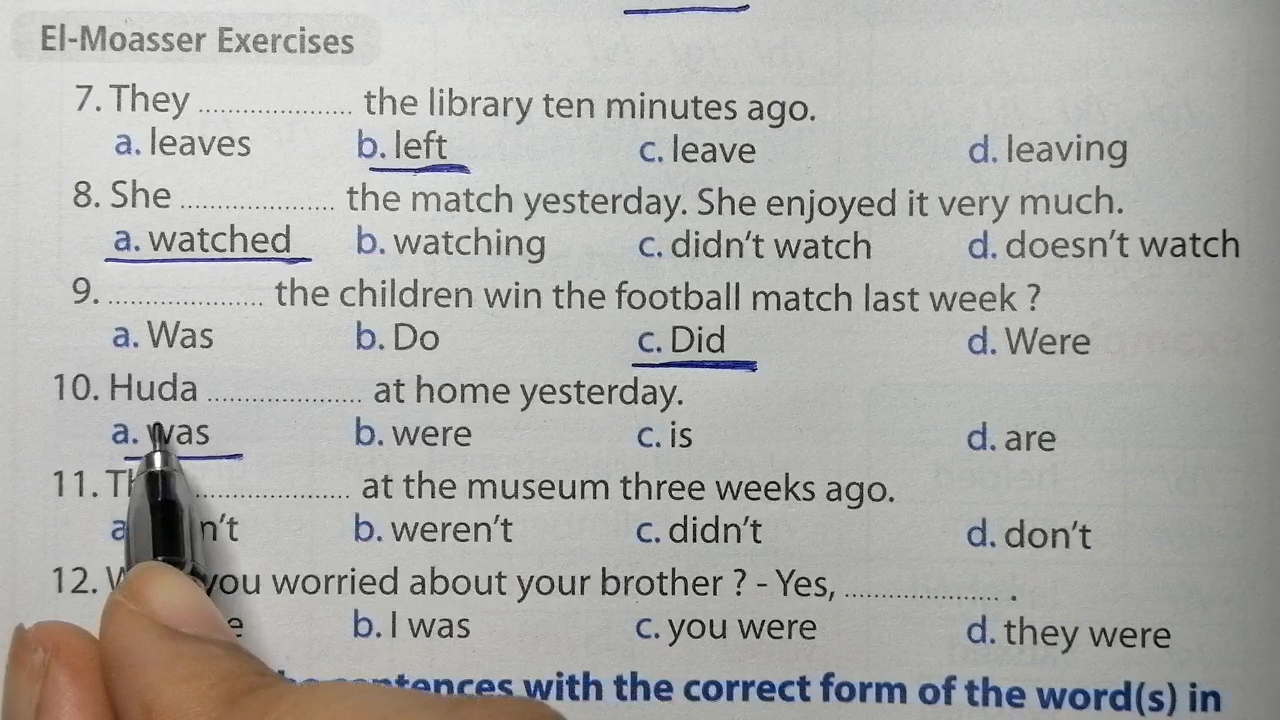 El-Moasser Exercises
7. They .................... the library ten minutes ago.
a. leaves b. left c. leave d. leaving
8. She .................... the match yesterday. She enjoyed it very much.
a. watched b. watching c. didn't watch d. doesn't watch
9. .................... the children win the football match last week ?
a. Was b. Do c. Did d. Were
10. Huda .................... at home yesterday.
a. was b. were c. is d. are
11. .................... at the museum three weeks ago.
b. weren't c. didn't d. don't
12. you worried about your brother ? - Yes, .................... .
b. I was c. you were d. they were
sentences with the correct form of the word(s) in